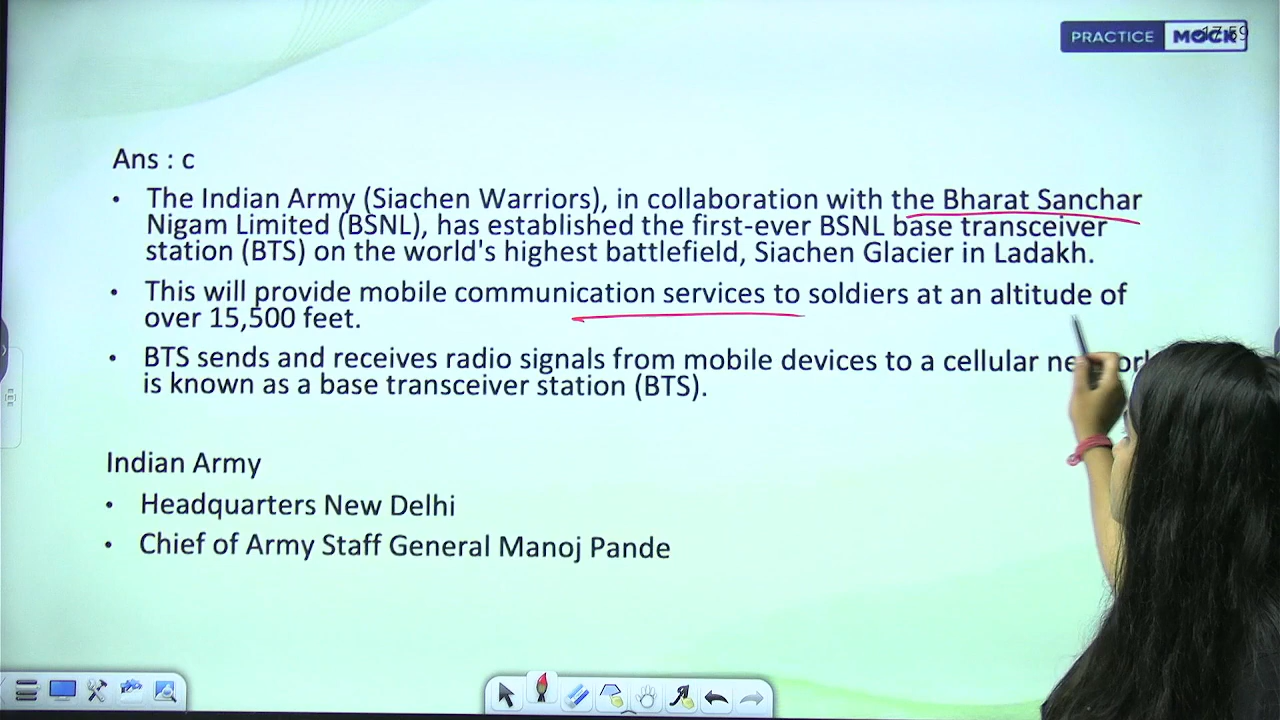 PRACTICE MOCK
17:59
Ans : c
• The Indian Army (Siachen Warriors), in collaboration with the Bharat Sanchar
Nigam Limited (BSNL), has established the first-ever BSNL base transceiver
station (BTS) on the world's highest battlefield, Siachen Glacier in Ladakh.
• This will provide mobile communication services to soldiers at an altitude of
over 15,500 feet.
• BTS sends and receives radio signals from mobile devices to a cellular
is known as a base transceiver station (BTS).
Indian Army
• Headquarters New Delhi
• Chief of Army Staff General Manoj Pande